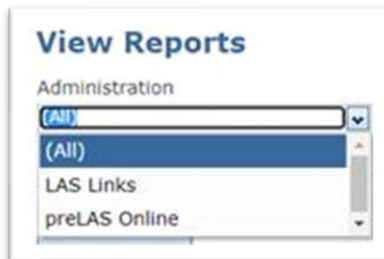 View Reports
Administration
(All)
(All)
LAS Links
preLAS Online